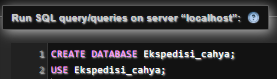 Run SQL query/queries on server “localhost”:
1 CREATE DATABASE Ekspedisi_cahya;
2 USE Ekspedisi_cahya;